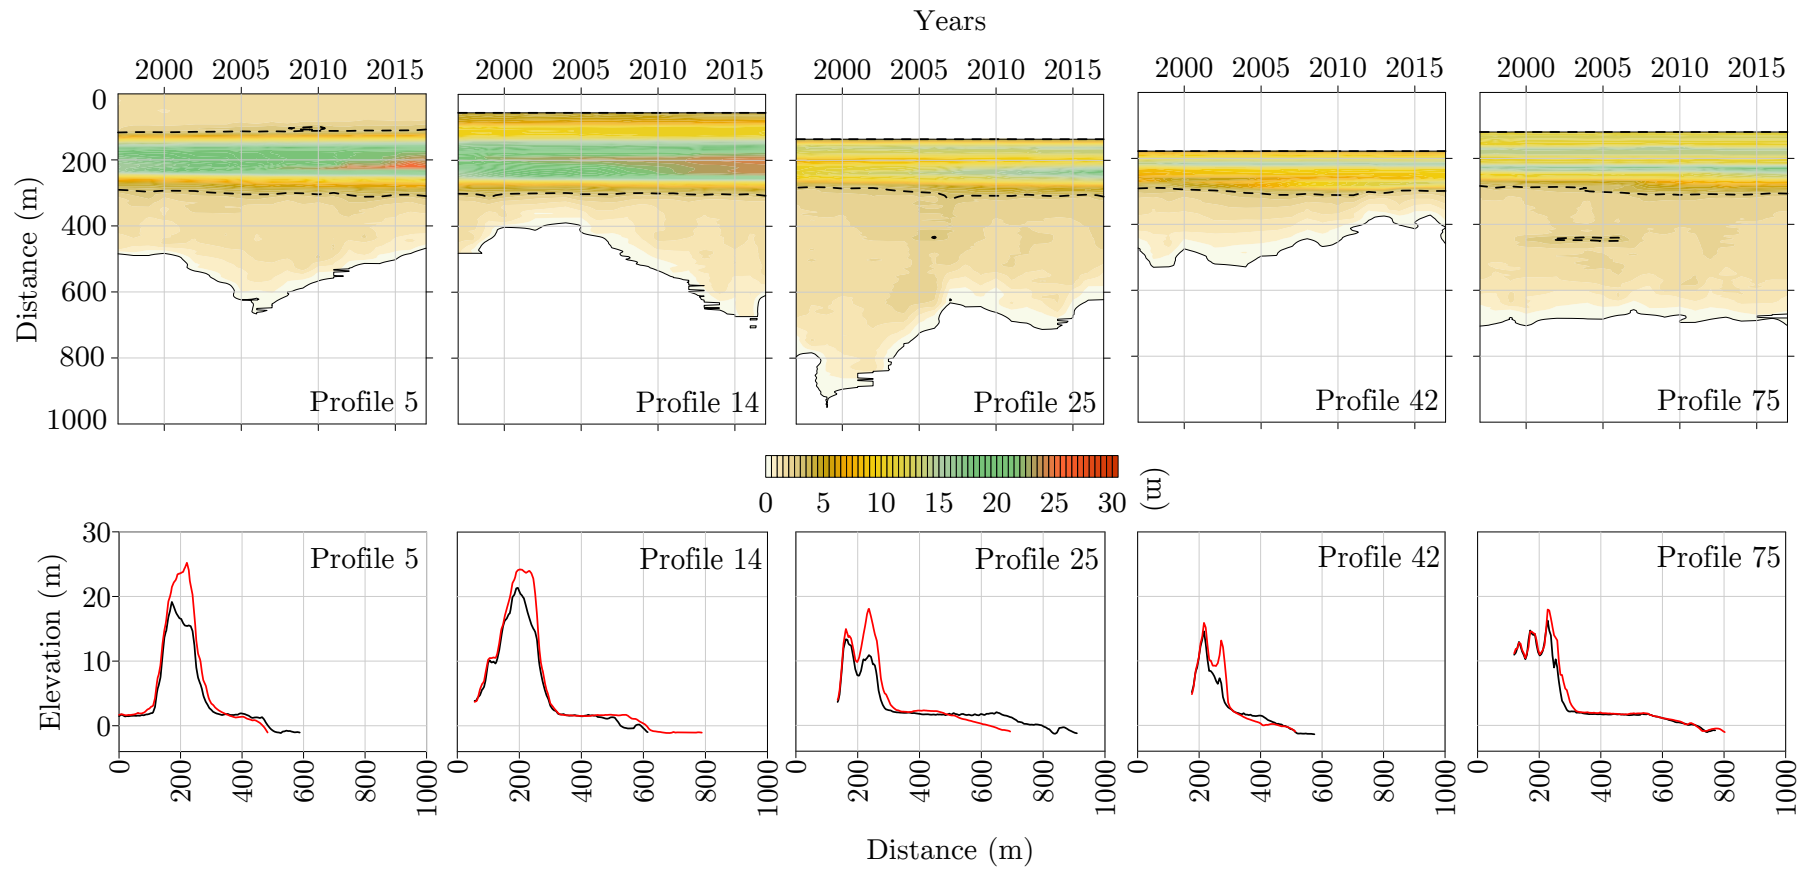 Years
2000 2005 2010 2015 2000 2005 2010 2015 2000 2005 2010 2015 2000 2005 2010 2015 2000 2005 2010 2015
0
200
400
600
800
1000
Distance (m)
Profile 5 Profile 14 Profile 25 Profile 42 Profile 75
0 5 10 15 20 25 30 (m)
30
20
10
0
Elevation (m)
Profile 5 Profile 14 Profile 25 Profile 42 Profile 75
0 200 400 600 800 1000 0 200 400 600 800 1000 0 200 400 600 800 1000 0 200 400 600 800 1000 0 200 400 600 800 1000
Distance (m)